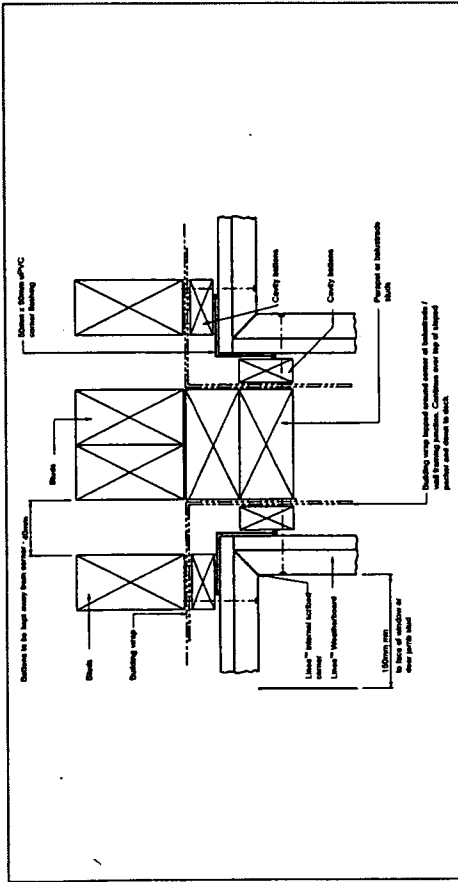 50mm x 50mm uPVC
corner flashing
Cavity battens
Cavity battens
Parapet or balustrade
studs
Studs
Building wrap lapped around corner at balustrade /
wall framing junction. Continue over top of sloped
packer and down to deck
Battens to be kept away from corner - 40mm
Studs
Building wrap
Linea™ internal scribed
corner
Linea™ Weatherboard
150mm min
to face of window or
door jamb stud